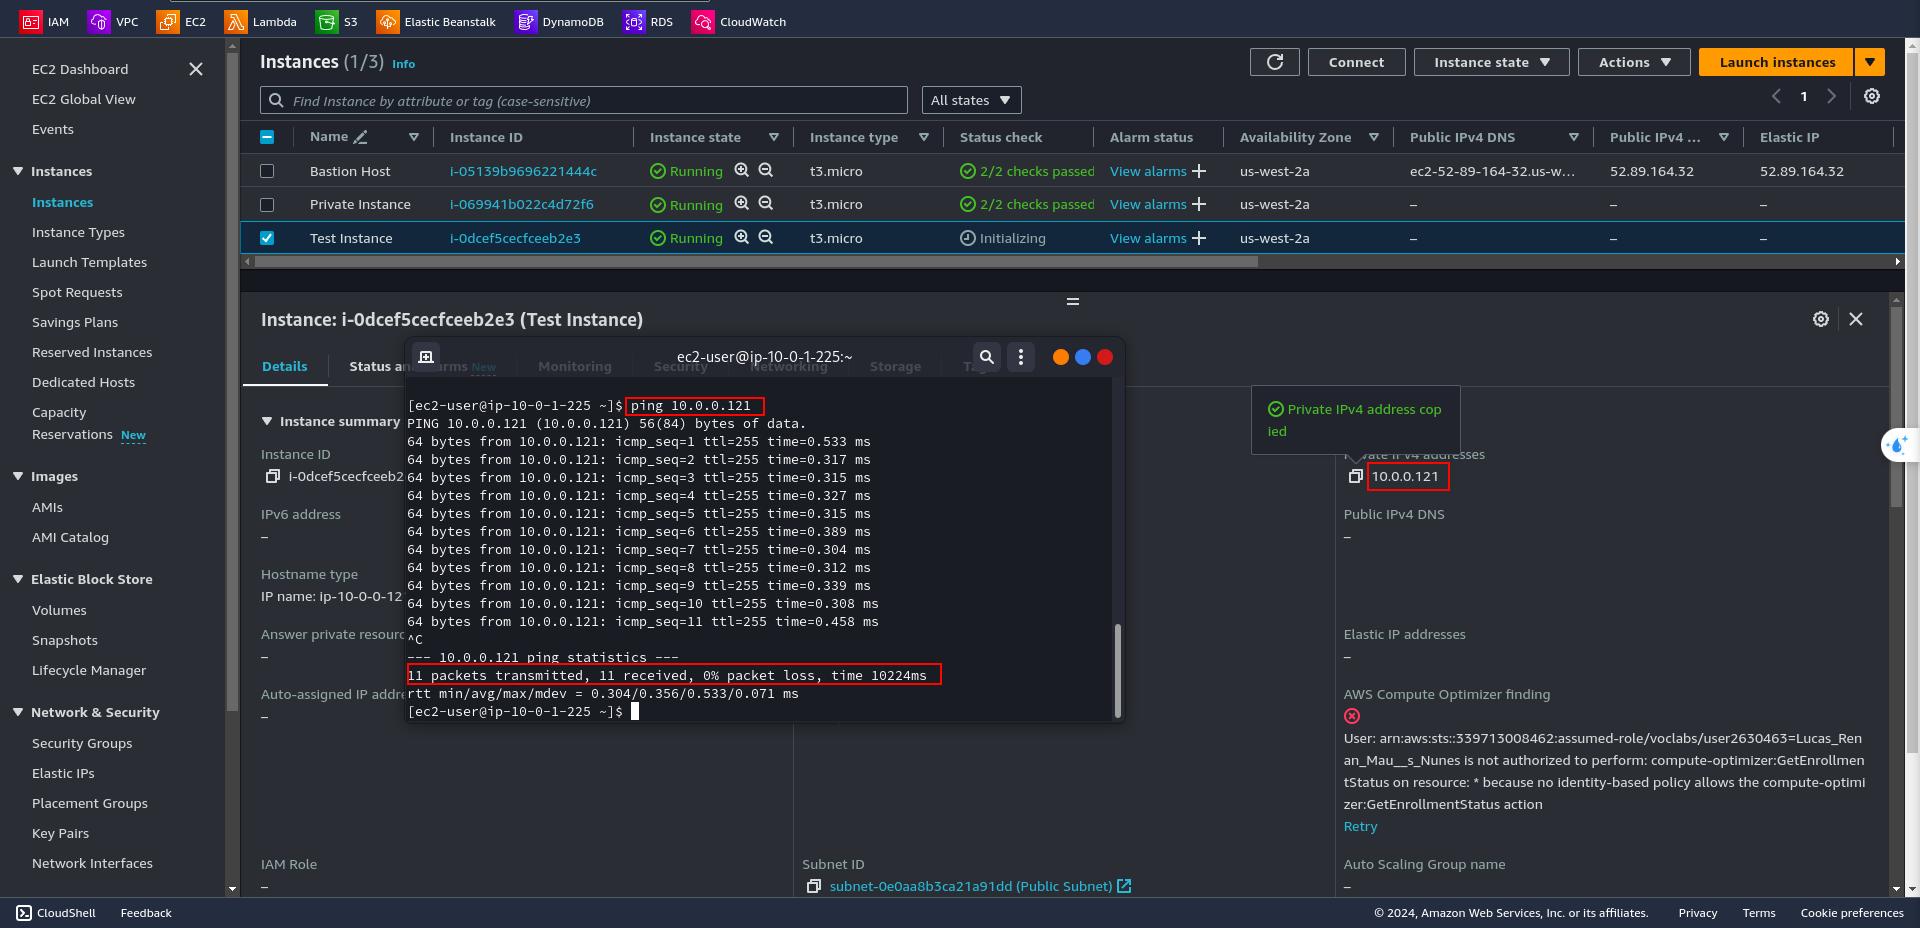 IAM VPC EC2 Lambda S3 Elastic Beanstalk DynamoDB RDS CloudWatch
EC2 Dashboard
EC2 Global View
Events
Instances
Instances
Instance Types
Launch Templates
Spot Requests
Savings Plans
Reserved Instances
Dedicated Hosts
Capacity
Reservations New
Images
AMIs
AMI Catalog
Elastic Block Store
Volumes
Snapshots
Lifecycle Manager
Network & Security
Security Groups
Elastic IPs
Placement Groups
Key Pairs
Network Interfaces
Instances (1/3) Info
Connect Instance state Actions Launch instances
Find Instance by attribute or tag (case-sensitive) All states 1
Name Instance ID Instance state Instance type Status check Alarm status Availability Zone Public IPv4 DNS Public IPv4 ... Elastic IP
Bastion Host i-05139b9696221444c Running t3.micro 2/2 checks passed View alarms + us-west-2a ec2-52-89-164-32.us-w... 52.89.164.32 52.89.164.32
Private Instance i-069941b022c4d72f6 Running t3.micro 2/2 checks passed View alarms + us-west-2a – – –
Test Instance i-0dcef5cecfceeb2e3 Running t3.micro Initializing View alarms + us-west-2a – – –
Instance: i-0dcef5cecfceeb2e3 (Test Instance)
Details Status an arms New Monitoring Security Networking Storage
Instance summary
Instance ID
i-0dcef5cecfceeb2
IPv6 address
–
Hostname type
IP name: ip-10-0-0-12
Answer private resourc
–
Auto-assigned IP addre
–
IAM Role
–
ec2-user@ip-10-0-1-225:~
[ec2-user@ip-10-0-1-225 ~]$ ping 10.0.0.121
PING 10.0.0.121 (10.0.0.121) 56(84) bytes of data.
64 bytes from 10.0.0.121: icmp_seq=1 ttl=255 time=0.533 ms
64 bytes from 10.0.0.121: icmp_seq=2 ttl=255 time=0.317 ms
64 bytes from 10.0.0.121: icmp_seq=3 ttl=255 time=0.315 ms
64 bytes from 10.0.0.121: icmp_seq=4 ttl=255 time=0.327 ms
64 bytes from 10.0.0.121: icmp_seq=5 ttl=255 time=0.315 ms
64 bytes from 10.0.0.121: icmp_seq=6 ttl=255 time=0.389 ms
64 bytes from 10.0.0.121: icmp_seq=7 ttl=255 time=0.304 ms
64 bytes from 10.0.0.121: icmp_seq=8 ttl=255 time=0.312 ms
64 bytes from 10.0.0.121: icmp_seq=9 ttl=255 time=0.339 ms
64 bytes from 10.0.0.121: icmp_seq=10 ttl=255 time=0.308 ms
64 bytes from 10.0.0.121: icmp_seq=11 ttl=255 time=0.458 ms
^C
--- 10.0.0.121 ping statistics ---
11 packets transmitted, 11 received, 0% packet loss, time 10224ms
rtt min/avg/max/mdev = 0.304/0.356/0.533/0.071 ms
[ec2-user@ip-10-0-1-225 ~]$
Subnet ID
subnet-0e0aa8b3ca21a91dd (Public Subnet)
Private IPv4 address cop
ied
Private IPv4 addresses
10.0.0.121
Public IPv4 DNS
–
Elastic IP addresses
–
AWS Compute Optimizer finding
User: arn:aws:sts::339713008462:assumed-role/voclabs/user2630463=Lucas_Ren
an_Mau__s_Nunes is not authorized to perform: compute-optimizer:GetEnrollmen
tStatus on resource: * because no identity-based policy allows the compute-optimi
zer:GetEnrollmentStatus action
Retry
Auto Scaling Group name
–
CloudShell Feedback © 2024, Amazon Web Services, Inc. or its affiliates. Privacy Terms Cookie preferences